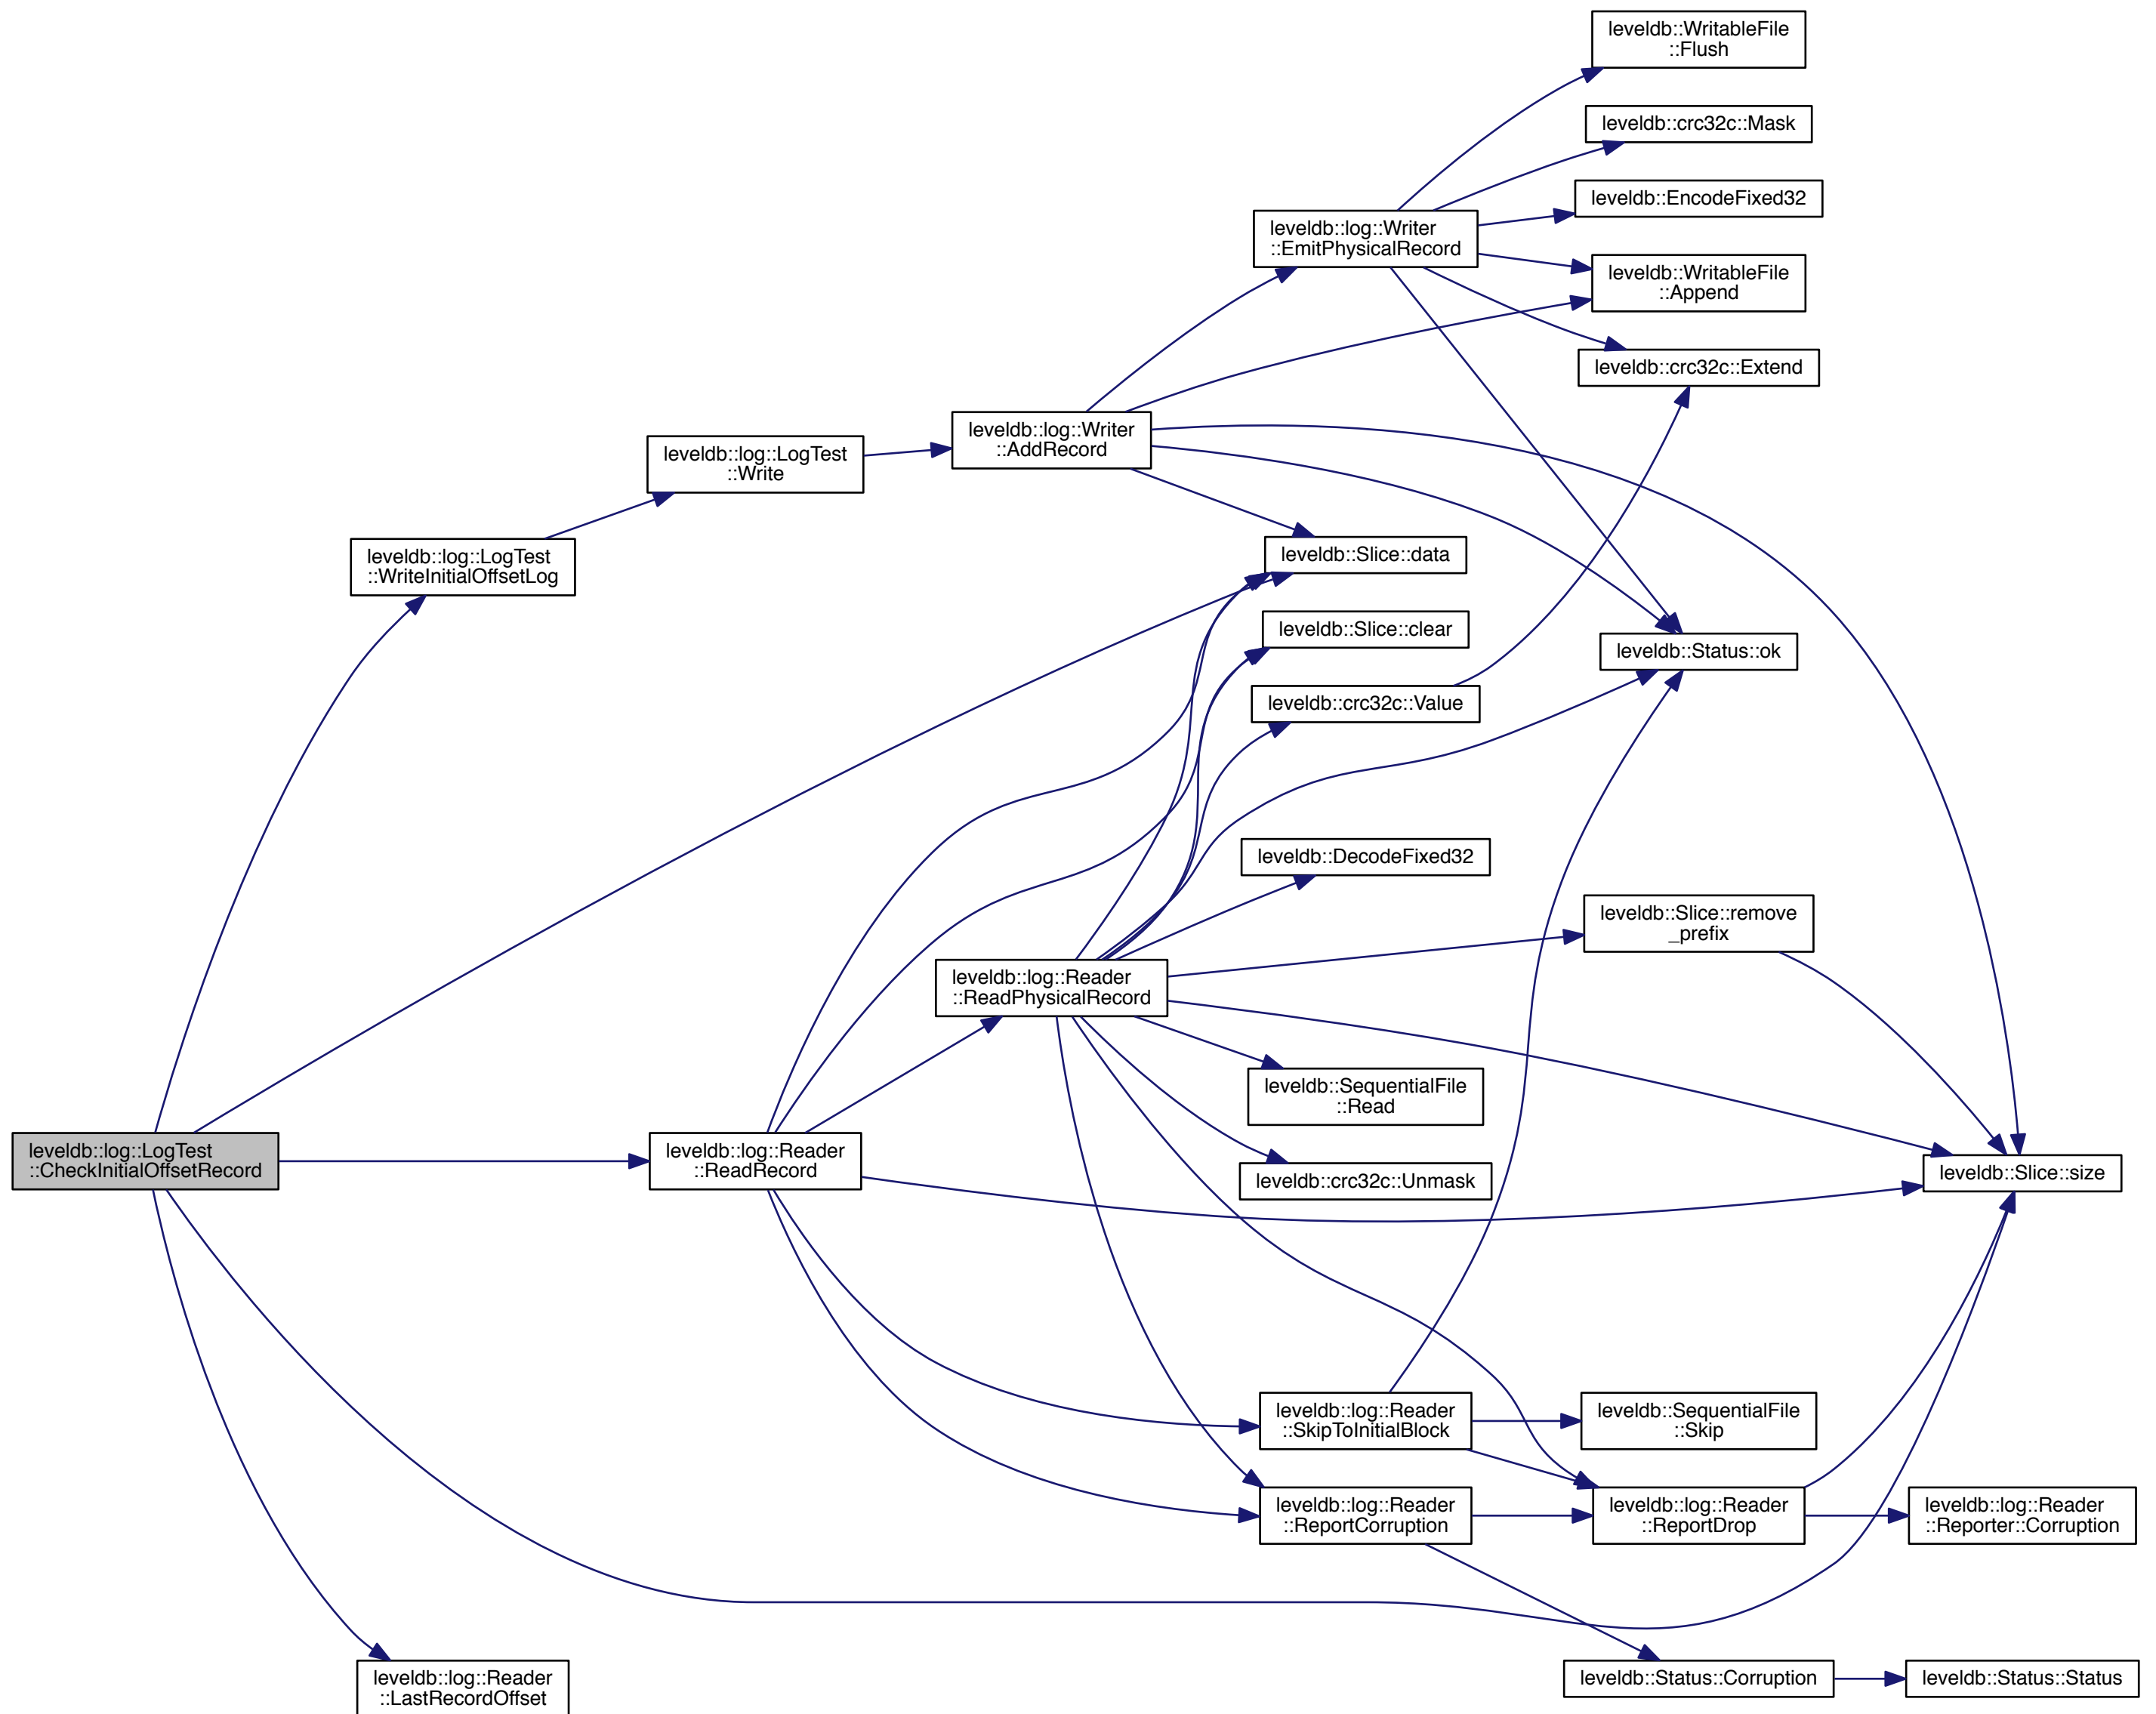 leveldb::WritableFile
::Flush
leveldb::crc32c::Mask
leveldb::EncodeFixed32
leveldb::log::Writer
::EmitPhysicalRecord
leveldb::WritableFile
::Append
leveldb::crc32c::Extend
leveldb::log::Writer
::AddRecord
leveldb::log::LogTest
::Write
leveldb::log::LogTest
::WriteInitialOffsetLog
leveldb::Slice::data
leveldb::Slice::clear
leveldb::Status::ok
leveldb::crc32c::Value
leveldb::DecodeFixed32
leveldb::Slice::remove
_prefix
leveldb::log::Reader
::ReadPhysicalRecord
leveldb::SequentialFile
::Read
leveldb::log::LogTest
::CheckInitialOffsetRecord
leveldb::log::Reader
::ReadRecord
leveldb::crc32c::Unmask
leveldb::Slice::size
leveldb::log::Reader
::SkipToInitialBlock
leveldb::SequentialFile
::Skip
leveldb::log::Reader
::ReportCorruption
leveldb::log::Reader
::ReportDrop
leveldb::log::Reader
::Reporter::Corruption
leveldb::log::Reader
::LastRecordOffset
leveldb::Status::Corruption
leveldb::Status::Status